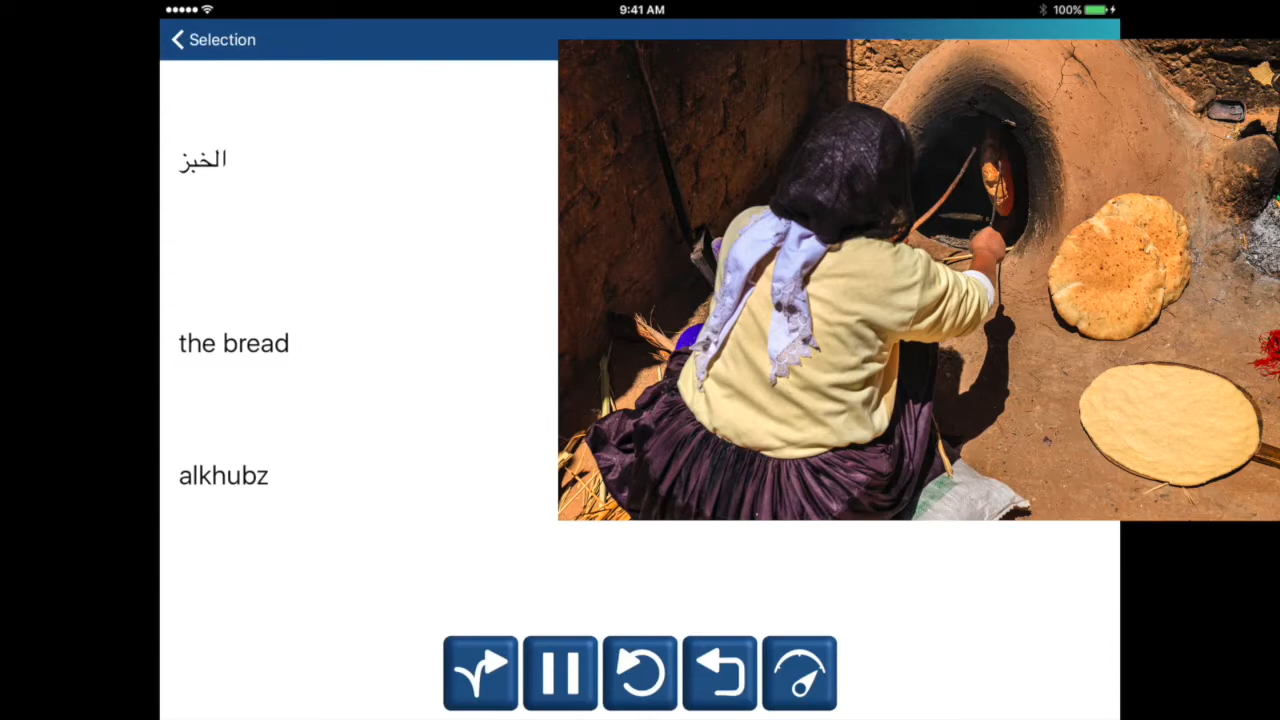 9:41 AM
100%
Selection
الخبز
the bread
alkhubz